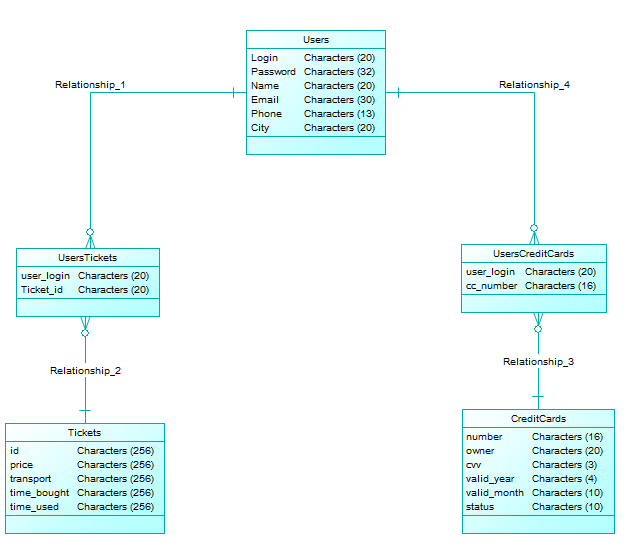 Users
Login Characters (20)
Password Characters (32)
Name Characters (20)
Email Characters (30)
Phone Characters (13)
City Characters (20)
Relationship_1
Relationship_4
UsersTickets
user_login Characters (20)
Ticket_id Characters (20)
UsersCreditCards
user_login Characters (20)
cc_number Characters (16)
Relationship_2
Relationship_3
Tickets
id Characters (256)
price Characters (256)
transport Characters (256)
time_bought Characters (256)
time_used Characters (256)
CreditCards
number Characters (16)
owner Characters (20)
cvv Characters (3)
valid_year Characters (4)
valid_month Characters (10)
status Characters (10)